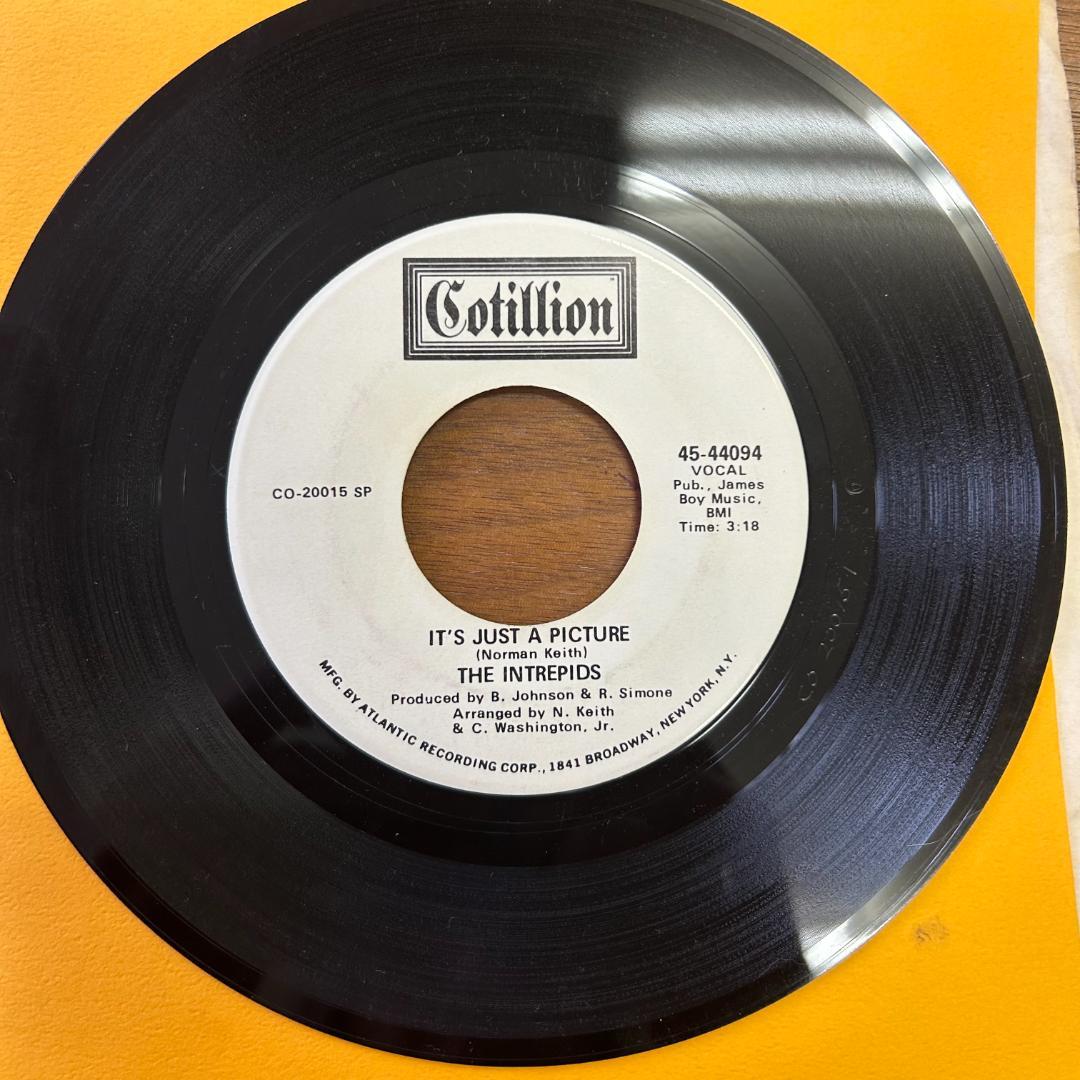 Cotillion
45-44094
VOCAL
Pub., James
Boy Music,
BMI
Time: 3:18
CO-20015 SP
IT'S JUST A PICTURE
(Norman Keith)
THE INTREPIDS
Produced by B. Johnson & R. Simone
Arranged by N. Keith
& C. Washington, Jr.
MFG. BY ATLANTIC RECORDING CORP., 1841 BROADWAY, NEW YORK, N.Y.